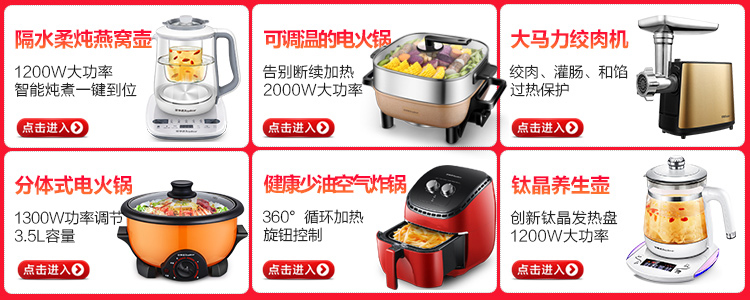 隔水柔炖燕窝壶
1200W大功率
智能炖煮一键到位
点击进入
可调温的电火锅
告别断续加热
2000W大功率
点击进入
大马力绞肉机
绞肉、灌肠、和馅
过热保护
点击进入
分体式电火锅
1300W功率调节
3.5L容量
点击进入
健康少油空气炸锅
360°循环加热
旋钮控制
点击进入
钛晶养生壶
创新钛晶发热盘
1200W大功率
点击进入